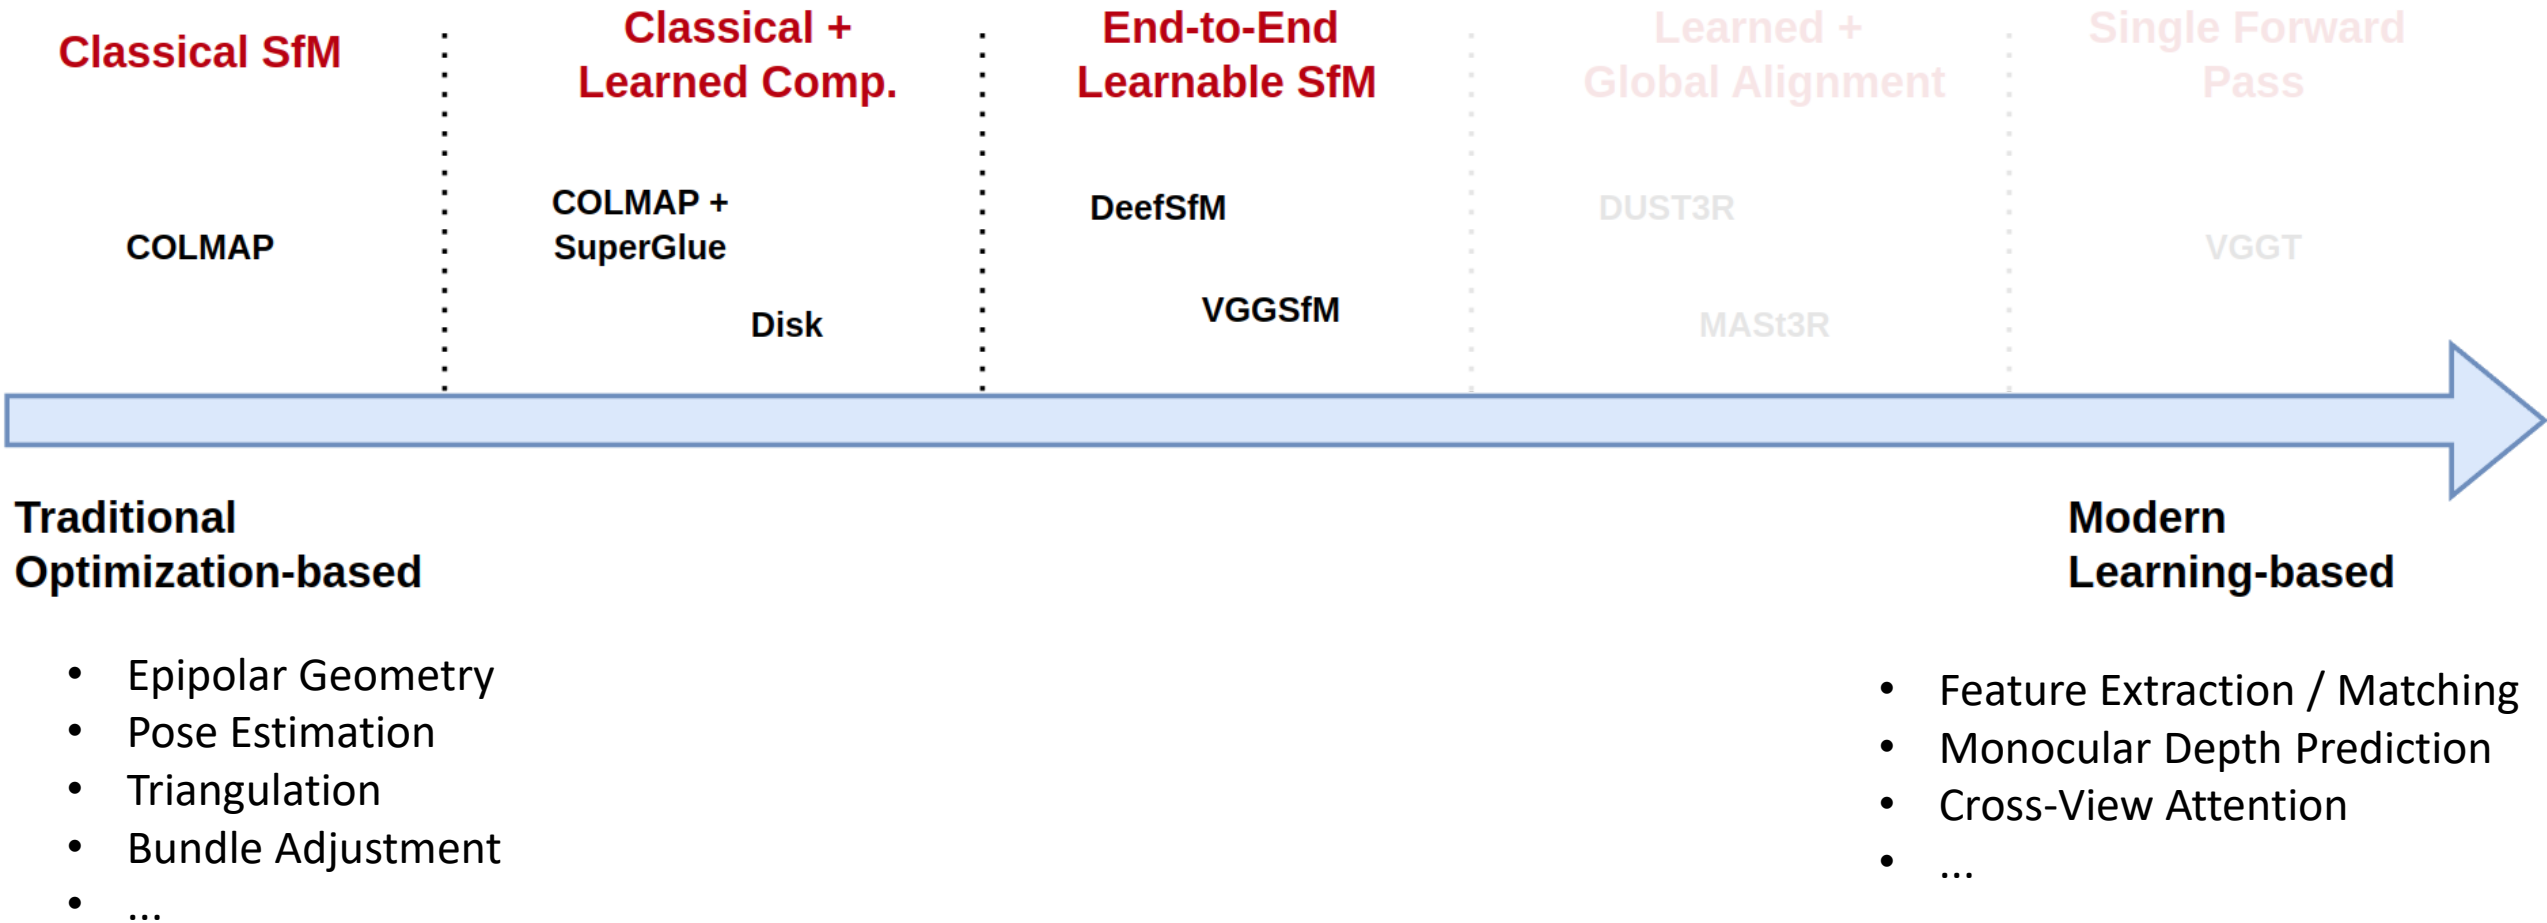 Classical SfM
Classical +
Learned Comp.
End-to-End
Learnable SfM
Learned +
Global Alignment
Single Forward
Pass
COLMAP
COLMAP +
SuperGlue
Disk
DeefSfM
VGGSfM
DUST3R
MASt3R
VGGT
Traditional
Optimization-based
• Epipolar Geometry
• Pose Estimation
• Triangulation
• Bundle Adjustment
• ...
Modern
Learning-based
• Feature Extraction / Matching
• Monocular Depth Prediction
• Cross-View Attention
• ...